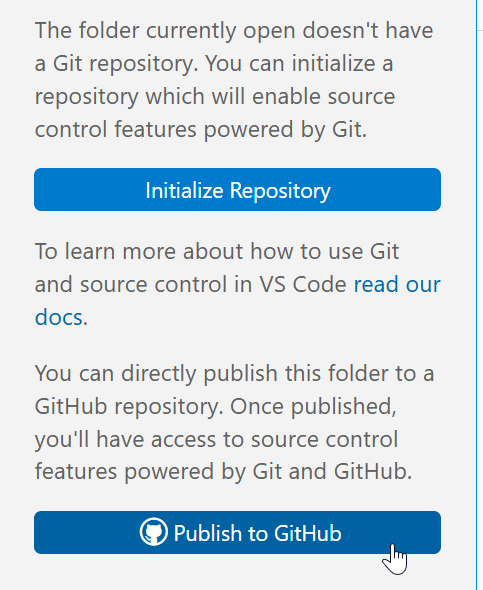 The folder currently open doesn't have
a Git repository. You can initialize a
repository which will enable source
control features powered by Git.
Initialize Repository
To learn more about how to use Git
and source control in VS Code read our
docs.
You can directly publish this folder to a
GitHub repository. Once published,
you'll have access to source control
features powered by Git and GitHub.
Publish to GitHub